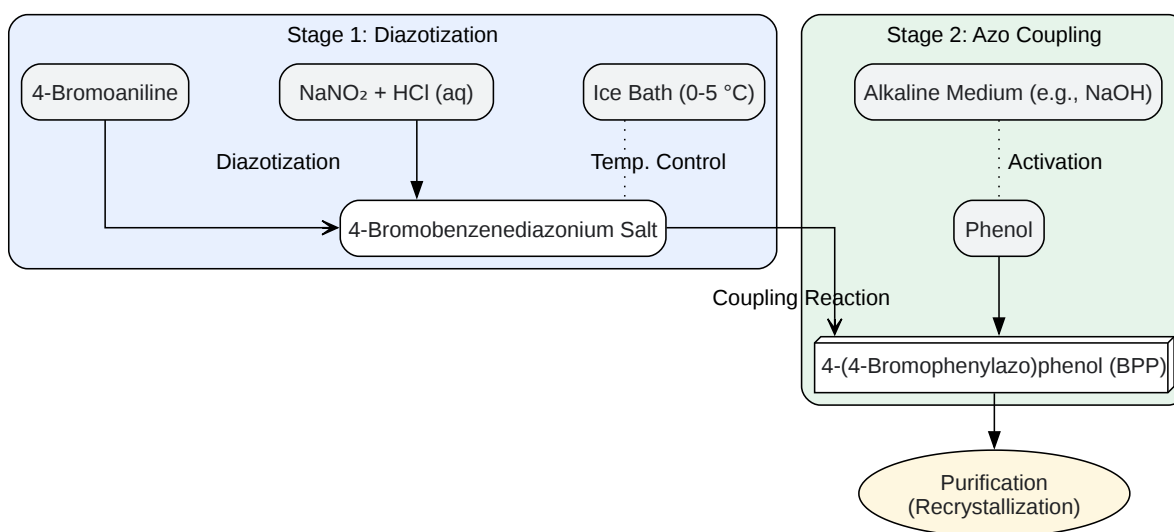 Stage 1: Diazotization
4-Bromoaniline
NaNO₂ + HCl (aq)
Ice Bath (0-5 °C)
Diazotization
Temp. Control
4-Bromobenzenediazonium Salt
Stage 2: Azo Coupling
Alkaline Medium (e.g., NaOH)
Activation
Phenol
Coupling Reaction
4-(4-Bromophenylazo)phenol (BPP)
Purification
(Recrystallization)